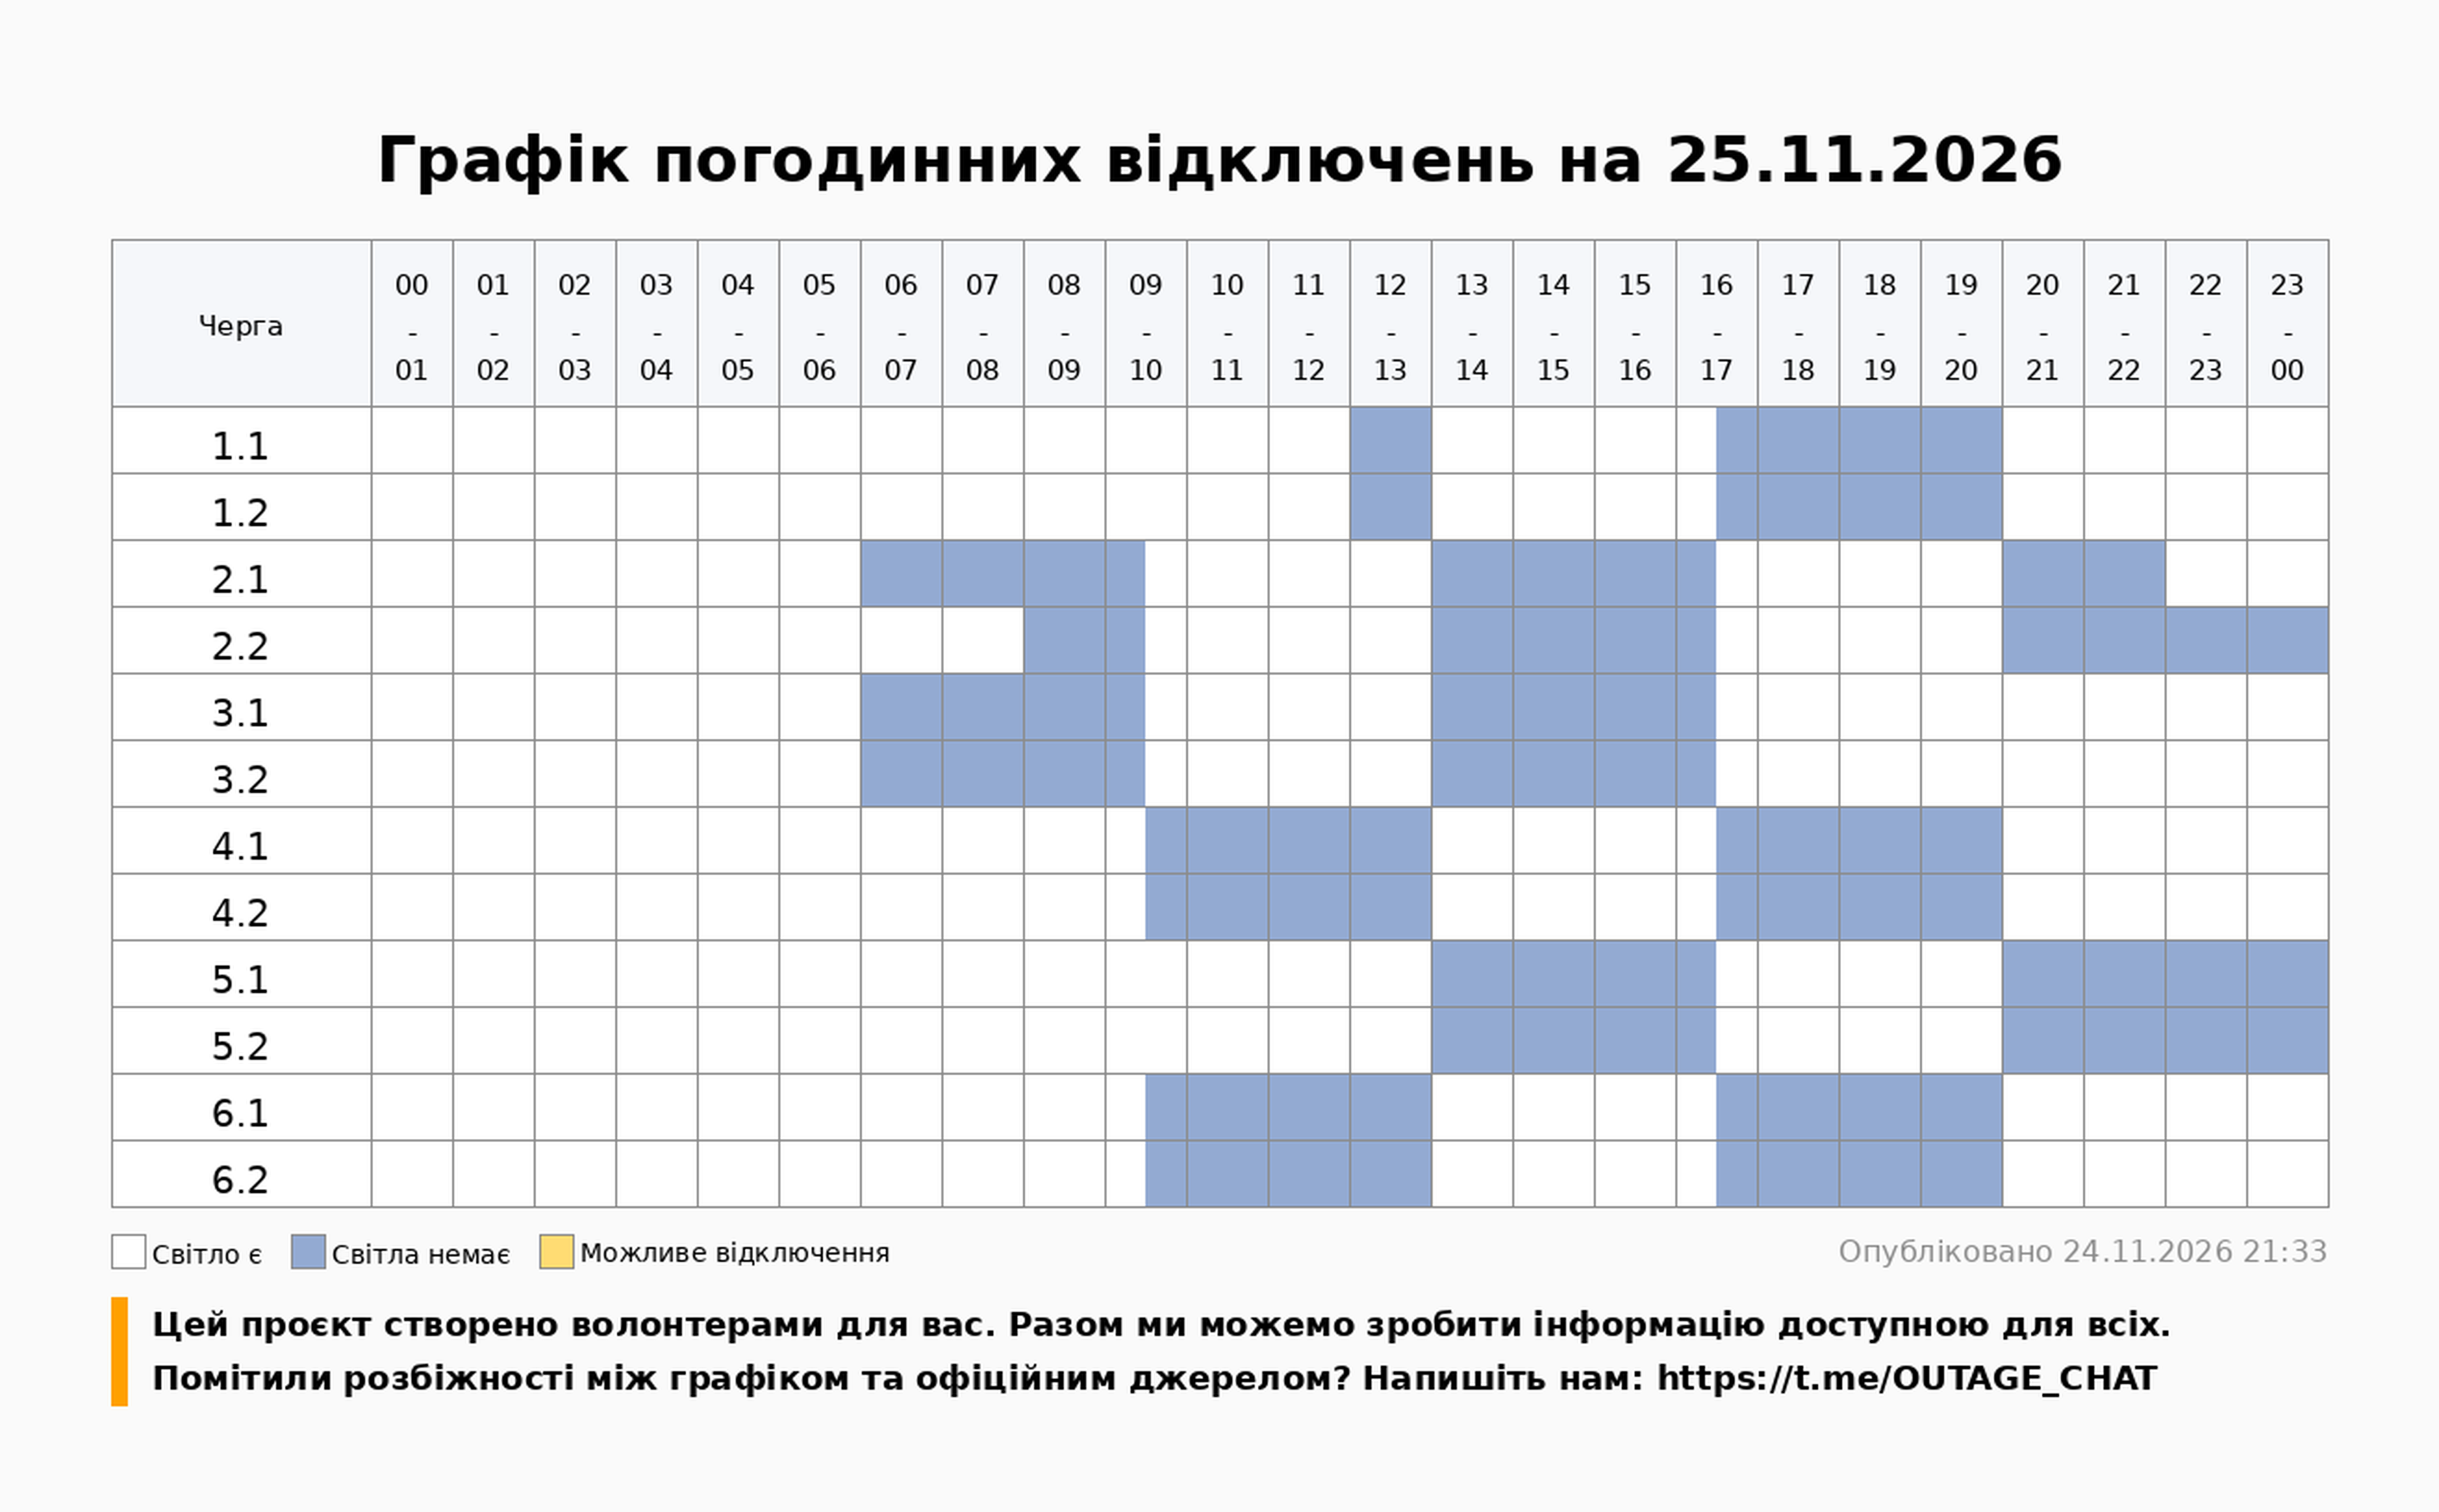 Графік погодинних відключень на 25.11.2026
Черга
00 - 01
01 - 02
02 - 03
03 - 04
04 - 05
05 - 06
06 - 07
07 - 08
08 - 09
09 - 10
10 - 11
11 - 12
12 - 13
13 - 14
14 - 15
15 - 16
16 - 17
17 - 18
18 - 19
19 - 20
20 - 21
21 - 22
22 - 23
23 - 00
1.1
1.2
2.1
2.2
3.1
3.2
4.1
4.2
5.1
5.2
6.1
6.2
Світло є
Світла немає
Можливе відключення
Опубліковано 24.11.2026 21:33
Цей проєкт створено волонтерами для вас. Разом ми можемо зробити інформацію доступною для всіх.
Помітили розбіжності між графіком та офіційним джерелом? Напишіть нам: https://t.me/OUTAGE_CHAT